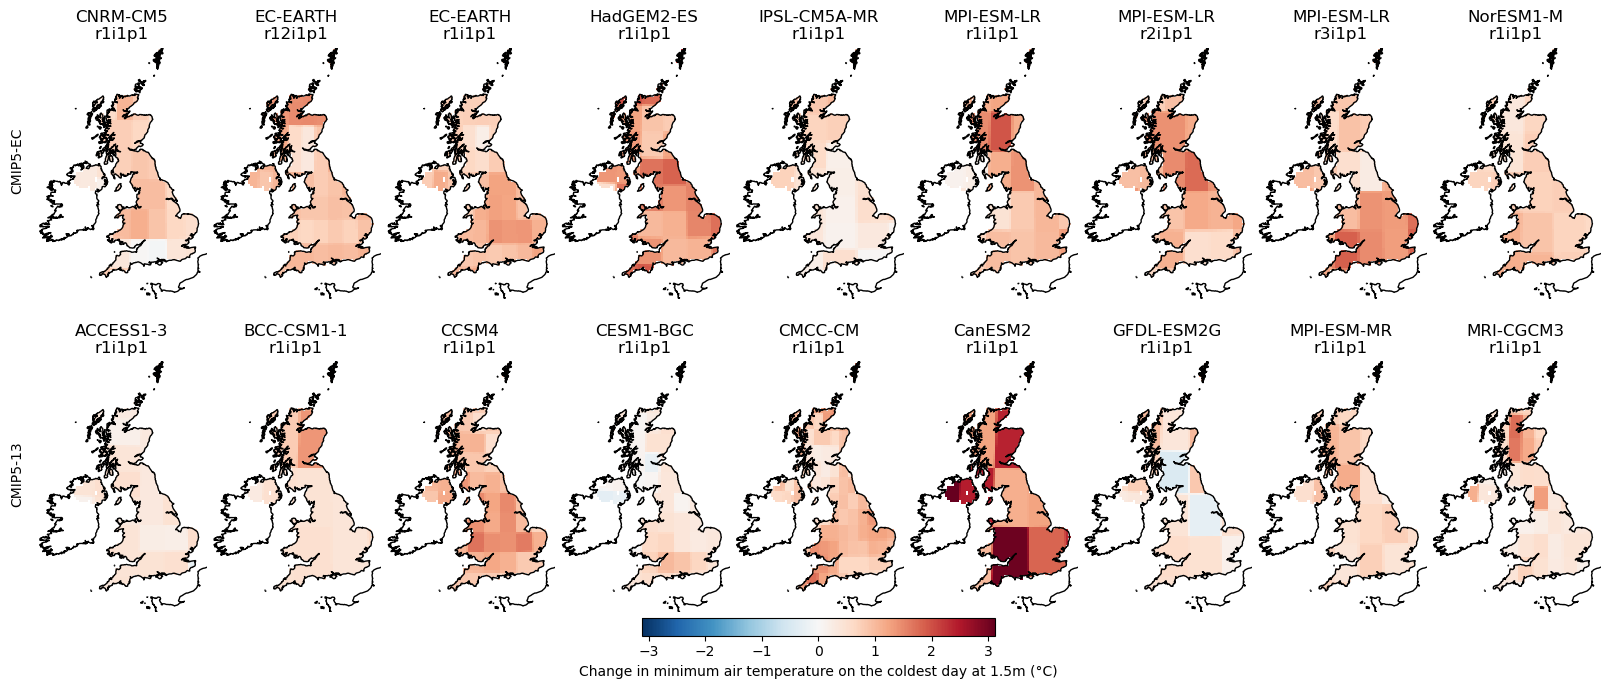 CNRM-CM5 EC-EARTH EC-EARTH HadGEM2-ES IPSL-CM5A-MR MPI-ESM-LR MPI-ESM-LR MPI-ESM-LR NorESM1-M
r1i1p1 r12i1p1 r1i1p1 r1i1p1 r1i1p1 r1i1p1 r2i1p1 r3i1p1 r1i1p1
CMIP5-EC
ACCESS1-3 BCC-CSM1-1 CCSM4 CESM1-BGC CMCC-CM CanESM2 GFDL-ESM2G MPI-ESM-MR MRI-CGCM3
r1i1p1 r1i1p1 r1i1p1 r1i1p1 r1i1p1 r1i1p1 r1i1p1 r1i1p1 r1i1p1
CMIP5-13
−3 −2 −1 0 1 2 3
Change in minimum air temperature on the coldest day at 1.5m (°C)